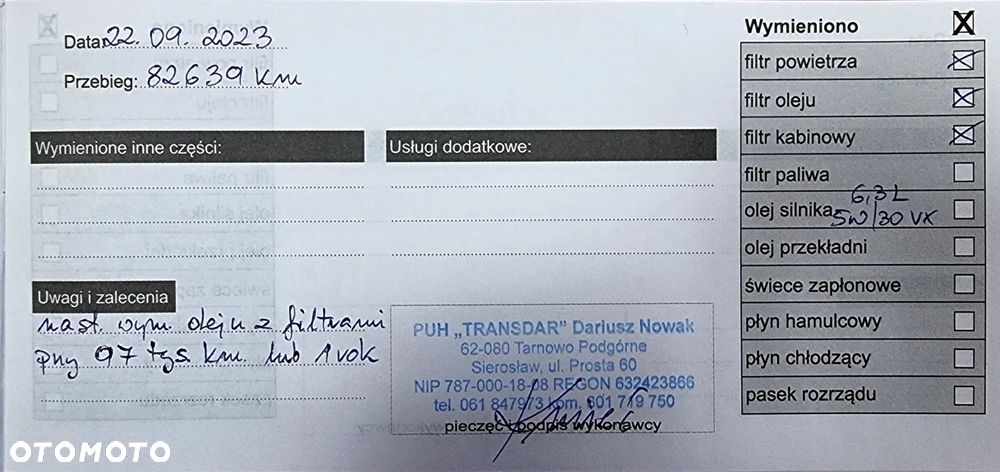 Data: 22.09.2023
Przebieg: 82639 km
Wymienione inne części:
Usługi dodatkowe:
Uwagi i zalecenia
nast. wym. oleju z filtrami
przy 97 tys. km. lub 1 rok
PUH „TRANSDAR" Dariusz Nowak
62-080 Tarnowo Podgórne
Sierosław, ul. Prosta 60
NIP 787-000-18-08 REGON 632423866
tel. 061 847973 kom. 601 719 750
pieczęć i podpis wykonawcy
Wymieniono X
filtr powietrza
filtr oleju
filtr kabinowy
filtr paliwa
olej silnika 6,3L
5W/30 VX
olej przekładni
świece zapłonowe
płyn hamulcowy
płyn chłodzący
pasek rozrządu
OTOMOTO